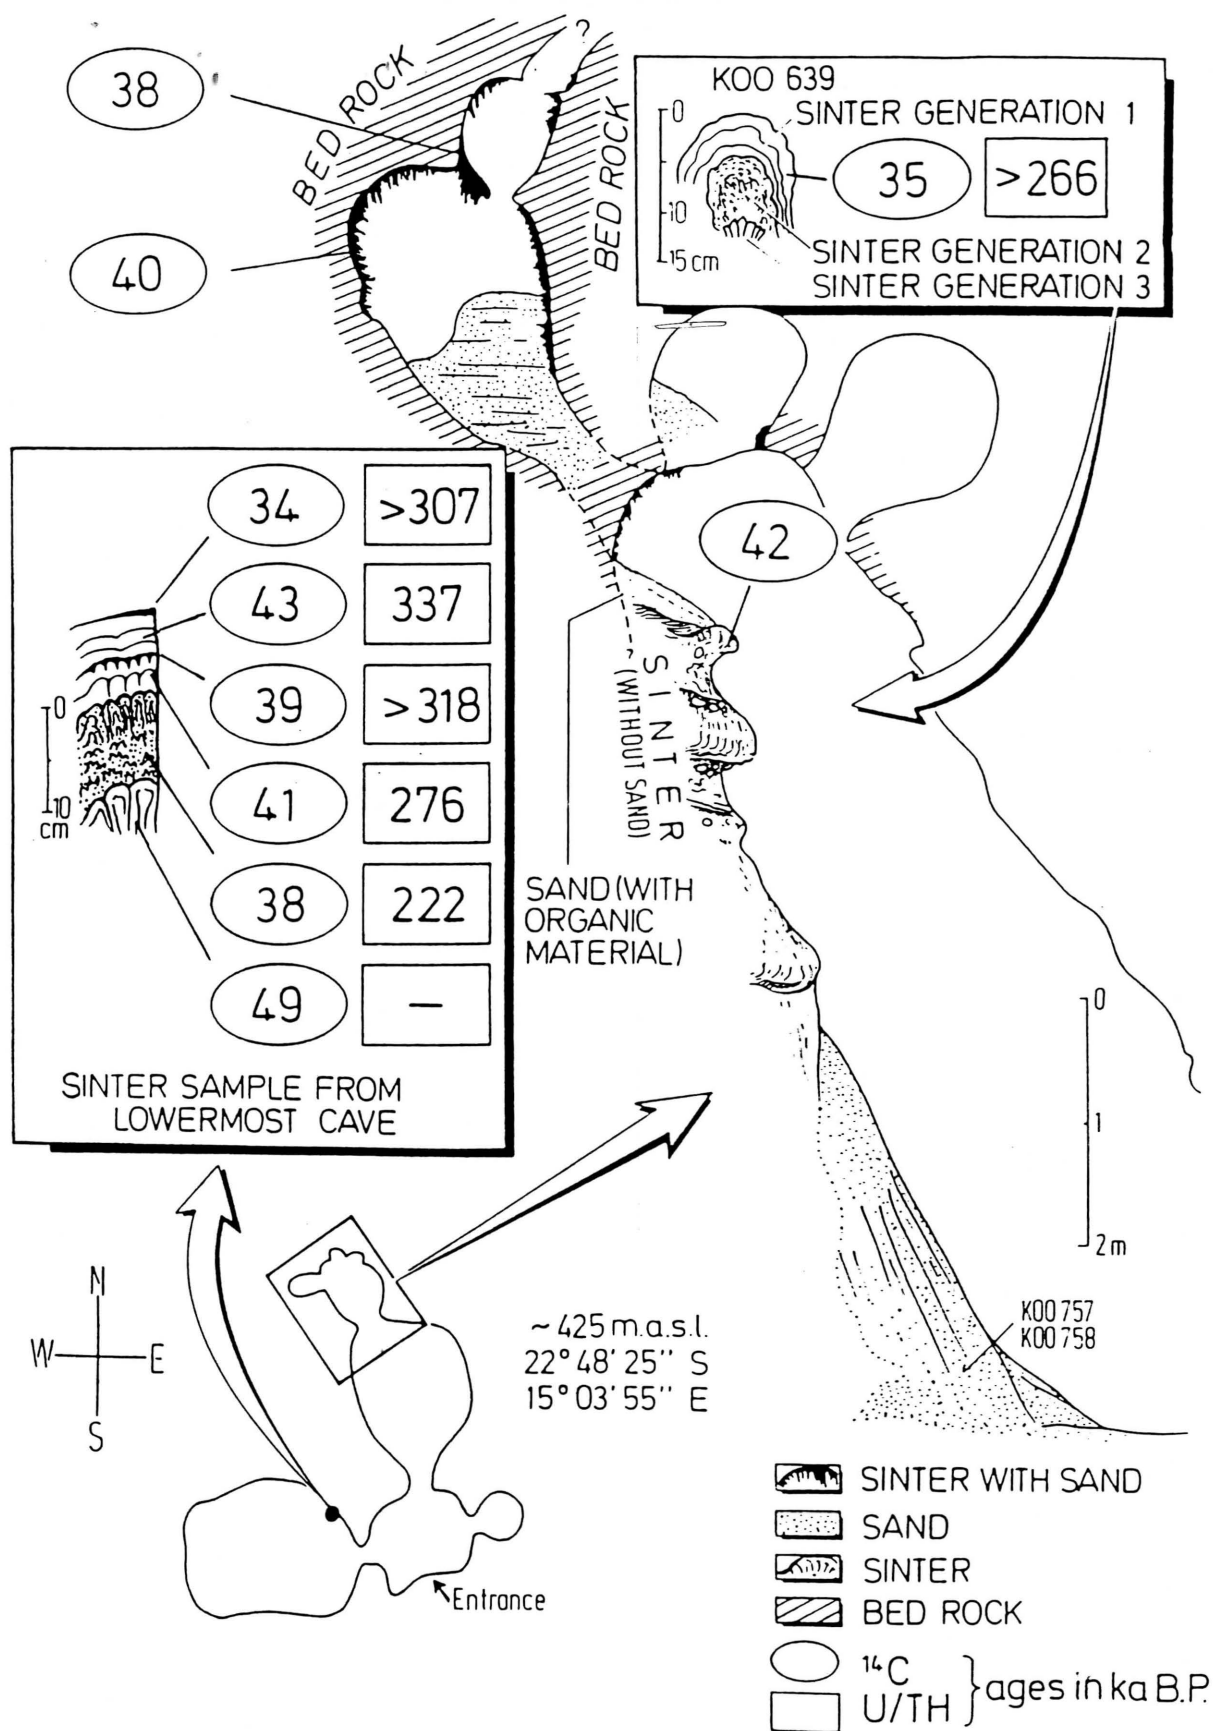 38
?
BED ROCK
40
BED ROCK
KOO 639
0
10
15 cm
SINTER GENERATION 1
35
>266
SINTER GENERATION 2
SINTER GENERATION 3
34
>307
43
337
39
>318
41
276
38
222
49
–
0
10
cm
SINTER SAMPLE FROM
LOWERMOST CAVE
42
SINTER
(WITHOUT SAND)
SAND (WITH
ORGANIC
MATERIAL)
0
1
2m
KOO 757
KOO 758
N
W
E
S
~425 m.a.s.l.
22° 48' 25'' S
15° 03' 55'' E
Entrance
SINTER WITH SAND
SAND
SINTER
BED ROCK
¹⁴C
U/TH
} ages in ka B.P.